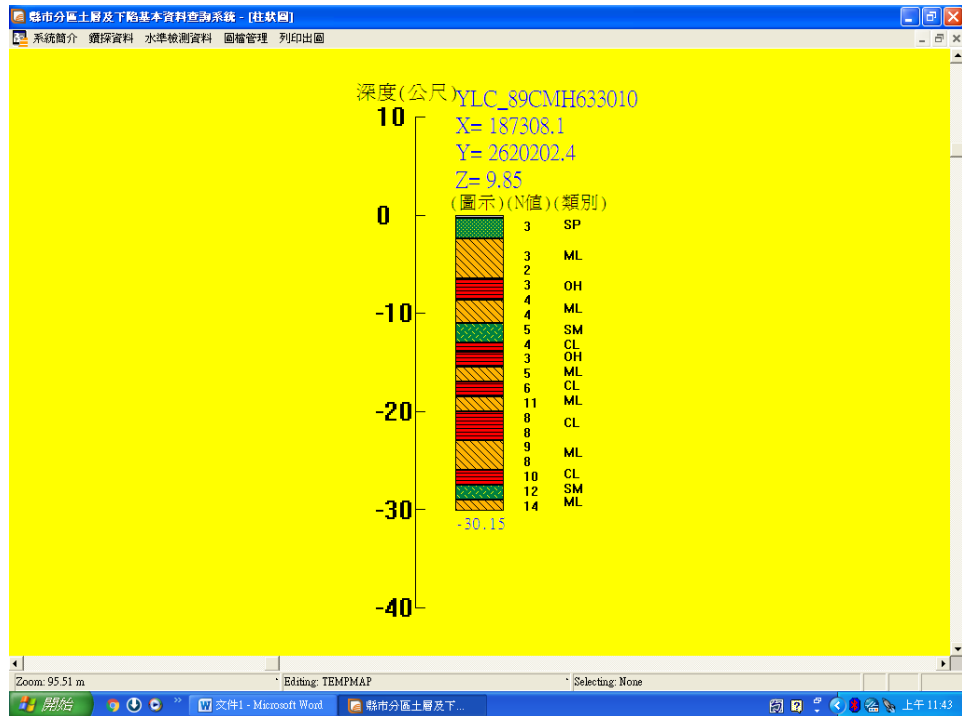 縣市分區土層及下陷基本資料查詢系統 - [柱狀圖]
系統簡介 鑽探資料 水準檢測資料 圖檔管理 列印出圖
深度(公尺)
YLC_89CMH633010
10
X= 187308.1
Y= 2620202.4
Z= 9.85
(圖示)(N值)(類別)
0
3 SP
3 ML
2
3 OH
4
4 ML
-10
5 SM
4 CL
3 OH
5 ML
6 CL
11 ML
-20
8 CL
8
9 ML
8
10 CL
12 SM
14 ML
-30
-30.15
-40
Zoom: 95.51 m Editing: TEMPMAP Selecting: None
開始 文件1 - Microsoft Word 縣市分區土層及下... 上午 11:43